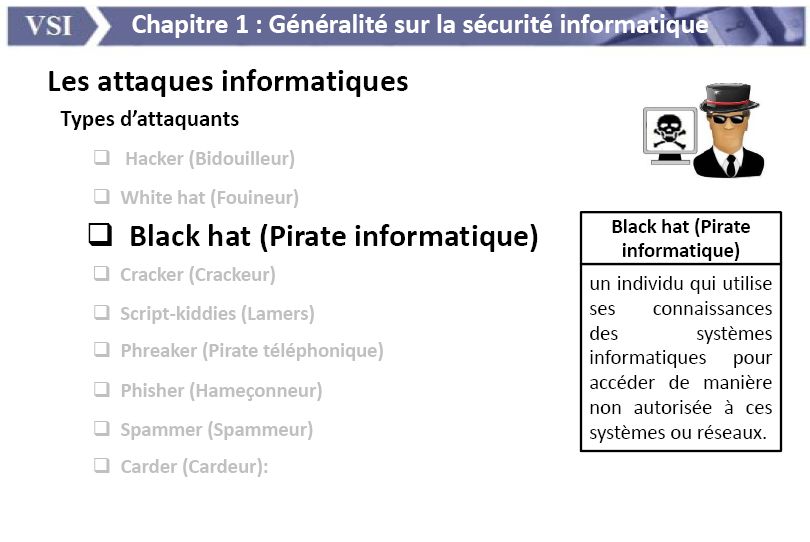 VSI Chapitre 1 : Généralité sur la sécurité informatique
Les attaques informatiques
Types d'attaquants
Hacker (Bidouilleur)
White hat (Fouineur)
Black hat (Pirate informatique)
Cracker (Crackeur)
Script-kiddies (Lamers)
Phreaker (Pirate téléphonique)
Phisher (Hameçonneur)
Spammer (Spammeur)
Carder (Cardeur):
Black hat (Pirate
informatique)
un individu qui utilise
ses connaissances
des systèmes
informatiques pour
accéder de manière
non autorisée à ces
systèmes ou réseaux.